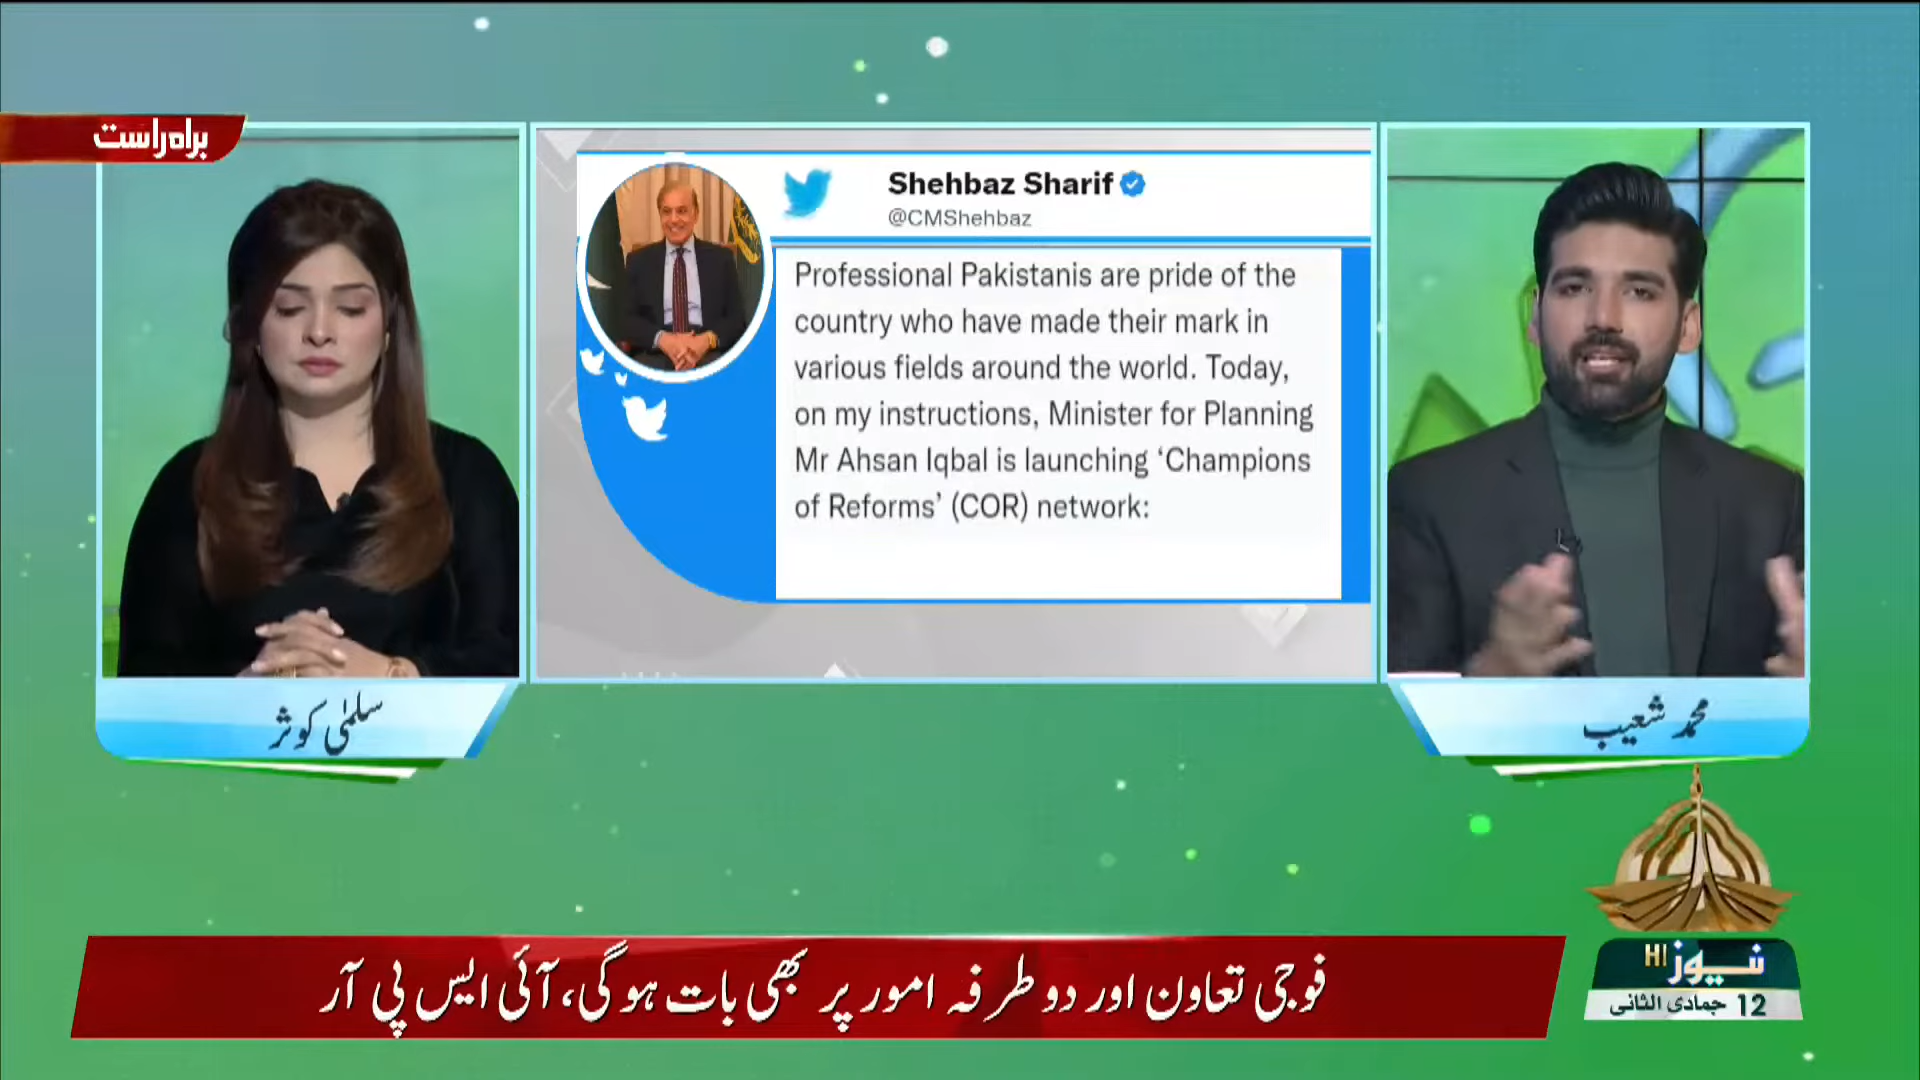 براہ راست
Shehbaz Sharif
@CMShehbaz
Professional Pakistanis are pride of the
country who have made their mark in
various fields around the world. Today,
on my instructions, Minister for Planning
Mr Ahsan Iqbal is launching ‘Champions
of Reforms’ (COR) network:
سلمٰی کوثر
محمد شعیب
فوجی تعاون اور دو طرفہ امور پر بھی بات ہوگی، آئی ایس پی آر
نیوز HI
12 جمادی الثانی